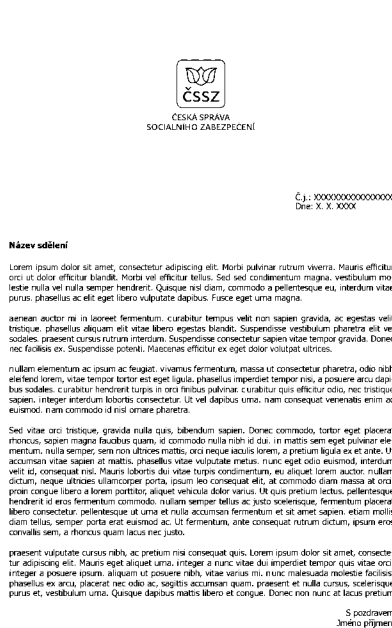 ČSSZ
ČESKÁ SPRÁVA
SOCIÁLNÍHO ZABEZPEČENÍ
Č.j.: XXXXXXXXXXXXXXXX
Dne: X. X. XXXX
Název sdělení
Lorem ipsum dolor sit amet, consectetur adipiscing elit. Morbi pulvinar rutrum viverra. Mauris efficitur
orci ut dolor efficitur blandit. Morbi vel efficitur tellus. Sed sed condimentum magna. vestibulum mo-
lestie nulla vel nulla semper hendrerit. Quisque nisl diam, commodo a pellentesque eu, interdum vitae
purus. phasellus ac elit eget libero vulputate dapibus. Fusce eget urna magna.
aenean auctor mi in laoreet fermentum. curabitur tempus velit non sapien gravida, ac egestas velit
tristique. phasellus aliquam elit vitae libero egestas blandit. Suspendisse vestibulum pharetra elit vel
sodales. praesent cursus rutrum interdum. Suspendisse consectetur sapien vitae tempor gravida. Donec
nec facilisis ex. Suspendisse potenti. Maecenas efficitur ex eget dolor volutpat ultrices.
nullam elementum ac ipsum ac feugiat. vivamus fermentum, massa ut consectetur pharetra, odio nibh
eleifend lorem, vitae tempor tortor est eget ligula. phasellus imperdiet tempor nisi, a posuere arcu dapi-
bus sodales. curabitur hendrerit turpis in orci finibus pulvinar. curabitur quis efficitur odio, nec tristique
sapien. integer interdum lobortis consectetur. Ut vel dapibus urna. nam consequat venenatis enim ac
euismod. nam commodo id nisl ornare pharetra.
Sed vitae orci tristique, gravida nulla quis, bibendum sapien. Donec commodo, tortor eget placerat
rhoncus, sapien magna faucibus quam, id commodo nulla nibh id dui. in mattis sem eget pulvinar ele-
mentum. nulla semper, sem non ultrices mattis, orci neque iaculis lorem, a pretium ligula ex et ante. Ut
accumsan vitae sapien at mattis. phasellus vitae vulputate metus. nunc eget odio euismod, interdum
velit id, consequat nisl. Mauris lobortis dui vitae turpis condimentum, eu aliquet lorem auctor. nullam
dictum, neque ultricies ullamcorper porta, ipsum leo consequat elit, at commodo diam massa at orci.
proin congue libero a lorem porttitor, aliquet vehicula dolor varius. Ut quis pretium lectus. pellentesque
hendrerit id eros fermentum commodo. nullam semper tellus ac justo scelerisque, fermentum placerat
libero consectetur. pellentesque ut urna et nulla accumsan fermentum et sit amet sapien. etiam mollis
diam tellus, semper porta erat euismod ac. Ut fermentum, ante consequat rutrum dictum, ipsum eros
convallis sem, a rhoncus quam lacus nec justo.
praesent vulputate cursus nibh, ac pretium nisi consequat quis. Lorem ipsum dolor sit amet, consecte-
tur adipiscing elit. Mauris eget aliquet urna. integer a nunc vitae dui imperdiet tempor quis vitae orci.
integer a posuere ipsum. aliquam ut posuere nibh, vitae varius mi. nunc malesuada molestie facilisis.
phasellus ex arcu, placerat nec odio ac, sagittis accumsan quam. praesent et nulla cursus, scelerisque
purus et, vestibulum urna. Quisque dapibus mattis libero et congue. Donec non nunc at lacus pretium
S pozdravem
Jméno příjmení